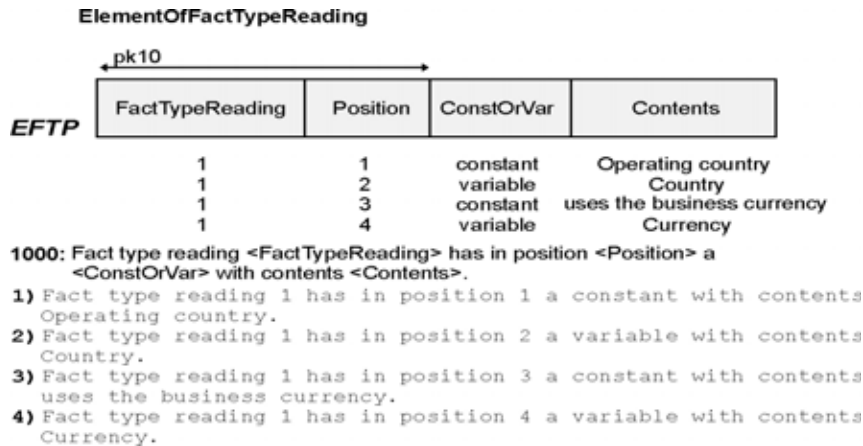 ElementOfFactTypeReading
pk10
EFTP
FactTypeReading Position ConstOrVar Contents
1 1 constant Operating country
1 2 variable Country
1 3 constant uses the business currency
1 4 variable Currency
1000: Fact type reading <FactTypeReading> has in position <Position> a
<ConstOrVar> with contents <Contents>.
1) Fact type reading 1 has in position 1 a constant with contents
Operating country.
2) Fact type reading 1 has in position 2 a variable with contents
Country.
3) Fact type reading 1 has in position 3 a constant with contents
uses the business currency.
4) Fact type reading 1 has in position 4 a variable with contents
Currency.